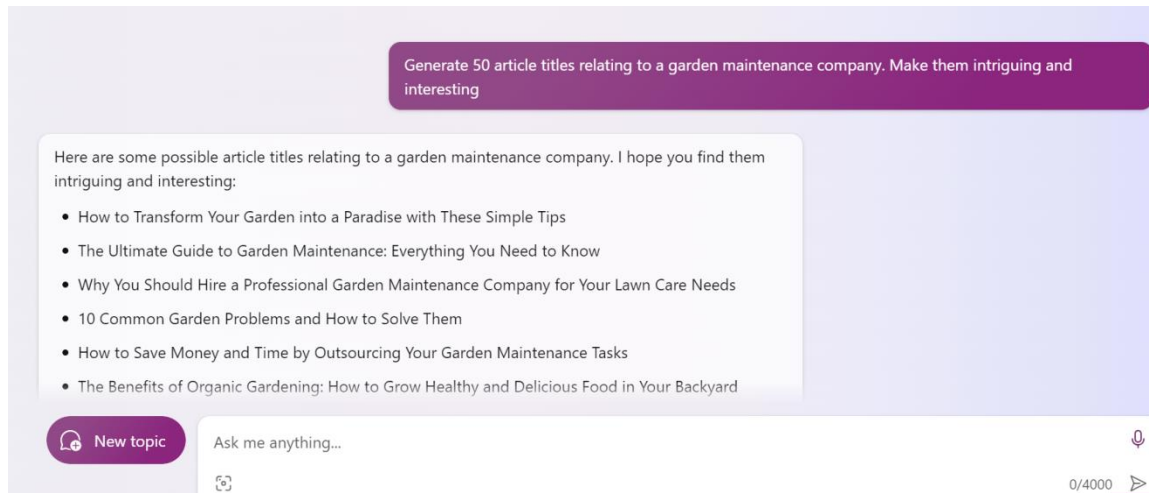 Generate 50 article titles relating to a garden maintenance company. Make them intriguing and
interesting
Here are some possible article titles relating to a garden maintenance company. I hope you find them
intriguing and interesting:
• How to Transform Your Garden into a Paradise with These Simple Tips
• The Ultimate Guide to Garden Maintenance: Everything You Need to Know
• Why You Should Hire a Professional Garden Maintenance Company for Your Lawn Care Needs
• 10 Common Garden Problems and How to Solve Them
• How to Save Money and Time by Outsourcing Your Garden Maintenance Tasks
• The Benefits of Organic Gardening: How to Grow Healthy and Delicious Food in Your Backyard
New topic
Ask me anything...
0/4000